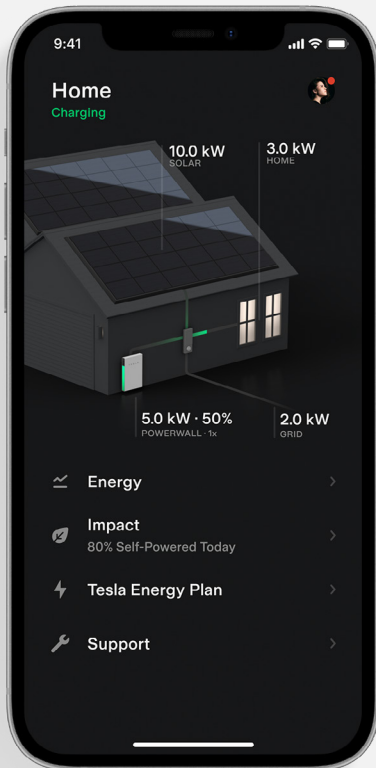 9:41
Home
Charging
10.0 kW
SOLAR
3.0 kW
HOME
5.0 kW · 50%
POWERWALL · 1x
2.0 kW
GRID
Energy
Impact
80% Self-Powered Today
Tesla Energy Plan
Support